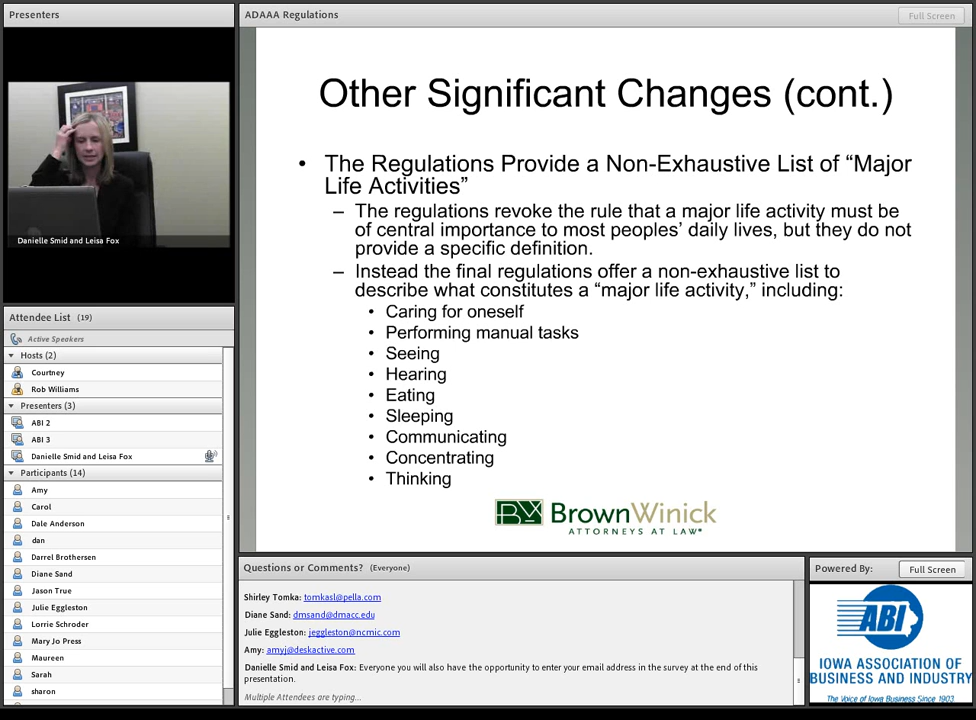 Presenters
Danielle Smid and Leisa Fox
Attendee List (19)
Active Speakers
Hosts (2)
Courtney
Rob Williams
Presenters (3)
ABI 2
ABI 3
Danielle Smid and Leisa Fox
Participants (14)
Amy
Carol
Dale Anderson
dan
Darrel Brothersen
Diane Sand
Jason True
Julie Eggleston
Lorrie Schroder
Mary Jo Press
Maureen
Sarah
sharon
ADAAA Regulations
Full Screen
Other Significant Changes (cont.)
• The Regulations Provide a Non-Exhaustive List of “Major
Life Activities”
– The regulations revoke the rule that a major life activity must be
of central importance to most peoples’ daily lives, but they do not
provide a specific definition.
– Instead the final regulations offer a non-exhaustive list to
describe what constitutes a “major life activity,” including:
• Caring for oneself
• Performing manual tasks
• Seeing
• Hearing
• Eating
• Sleeping
• Communicating
• Concentrating
• Thinking
BrownWinick
ATTORNEYS AT LAW®
Questions or Comments? (Everyone)
Shirley Tomka: tomkasl@pella.com
Diane Sand: dmsand@dmacc.edu
Julie Eggleston: jeggleston@ncmic.com
Amy: amyj@deskactive.com
Danielle Smid and Leisa Fox: Everyone you will also have the opportunity to enter your email address in the survey at the end of this
presentation.
Multiple Attendees are typing...
Powered By:
Full Screen
ABI
IOWA ASSOCIATION OF
BUSINESS AND INDUSTRY
The Voice of Iowa Business Since 1903